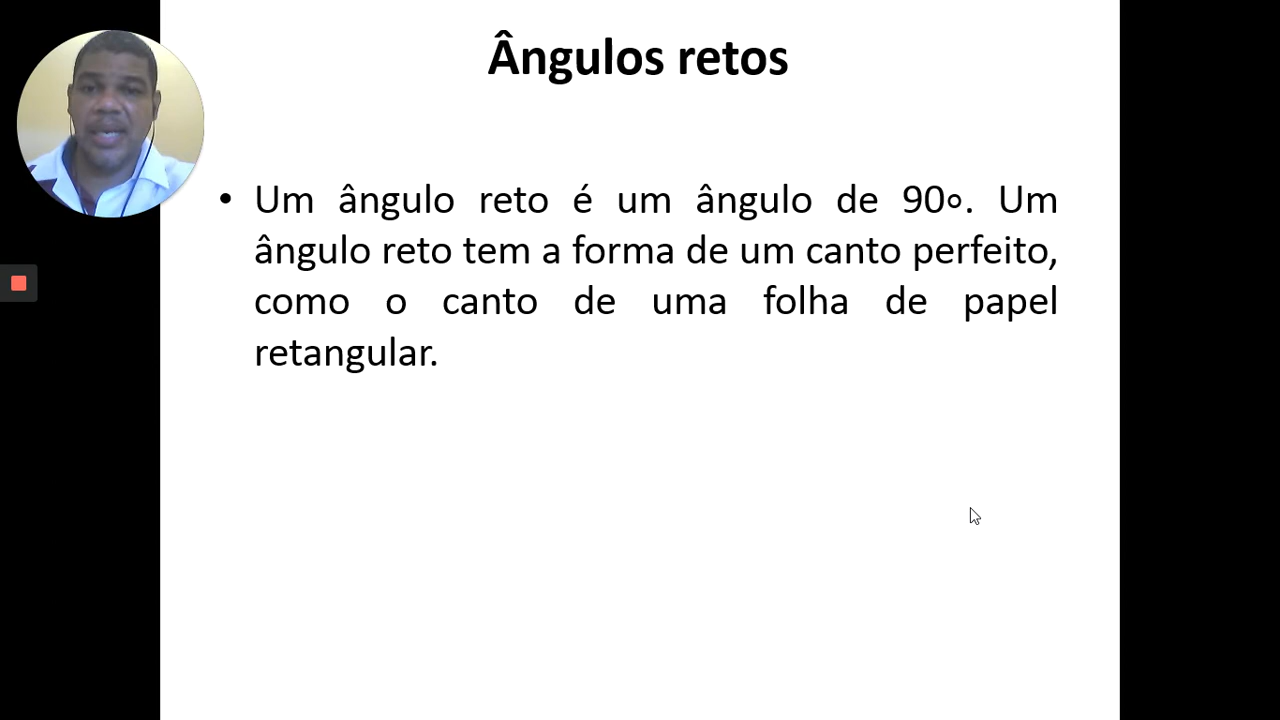 Ângulos retos
• Um ângulo reto é um ângulo de 90∘. Um
ângulo reto tem a forma de um canto perfeito,
como o canto de uma folha de papel
retangular.